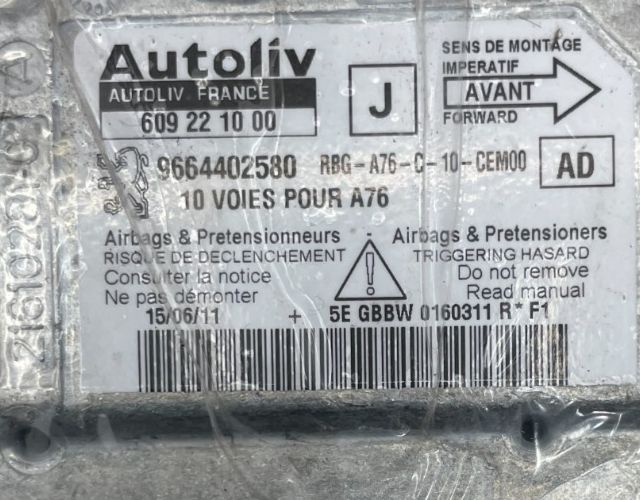 Autoliv
AUTOLIV FRANCE
609 22 10 00
J
SENS DE MONTAGE
IMPERATIF
AVANT
FORWARD
9664402580 RBG-A76-C-10-CEM00
AD
10 VOIES POUR A76
Airbags & Pretensionneurs
RISQUE DE DECLENCHEMENT
Consulter la notice
Ne pas démonter
- Airbags & Pretensioners
TRIGGERING HASARD
Do not remove
Read manual
!
15/06/11 + 5E GBBW 0160311 R* F1